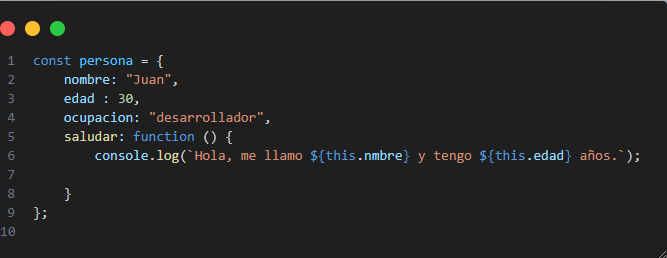 1 const persona = {
2     nombre: "Juan",
3     edad : 30,
4     ocupacion: "desarrollador",
5     saludar: function () {
6         console.log(`Hola, me llamo ${this.nmbre} y tengo ${this.edad} años.`);
7
8     }
9 };
10